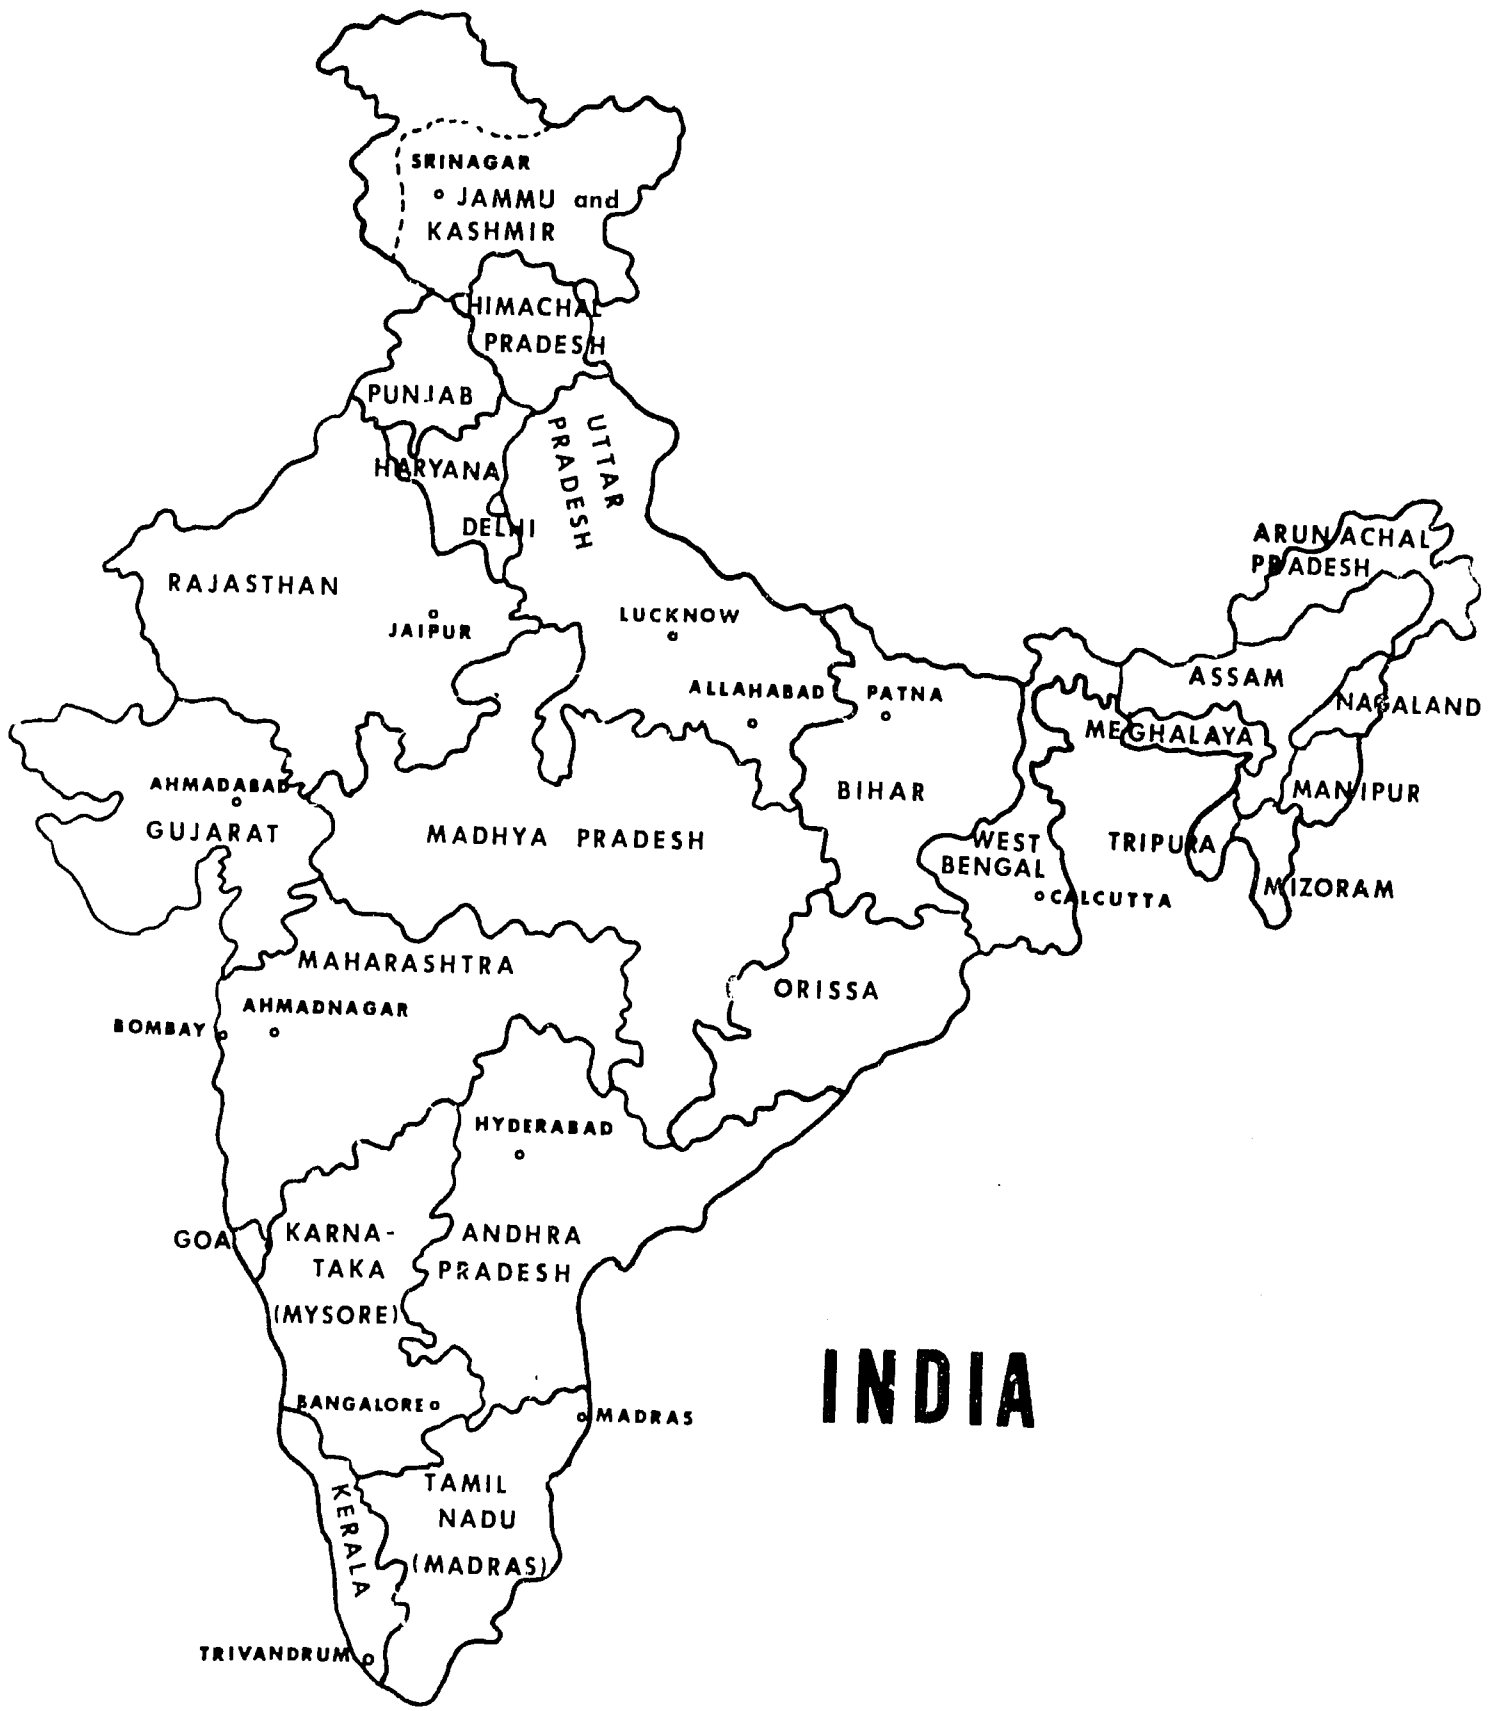 SRINAGAR
JAMMU and
KASHMIR
HIMACHAL
PRADESH
PUNJAB
UTTAR
PRADESH
HARYANA
DELHI
RAJASTHAN
JAIPUR
LUCKNOW
ALLAHABAD
PATNA
ARUNACHAL
PRADESH
ASSAM
NAGALAND
MEGHALAYA
MANIPUR
AHMADABAD
GUJARAT
MADHYA PRADESH
BIHAR
WEST
BENGAL
CALCUTTA
TRIPURA
MIZORAM
MAHARASHTRA
AHMADNAGAR
BOMBAY
ORISSA
HYDERABAD
GOA
KARNA-
TAKA
(MYSORE)
ANDHRA
PRADESH
INDIA
BANGALORE
MADRAS
TAMIL
NADU
(MADRAS)
KERALA
TRIVANDRUM